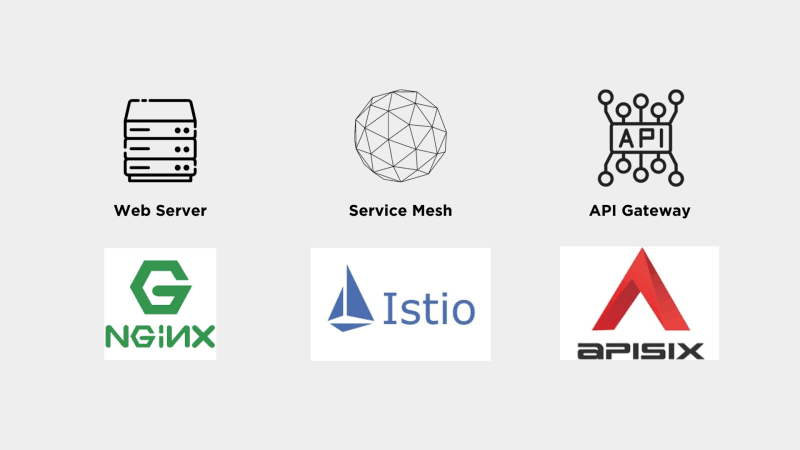 API
Web Server
Service Mesh
API Gateway
NGiNX
Istio
APISIX